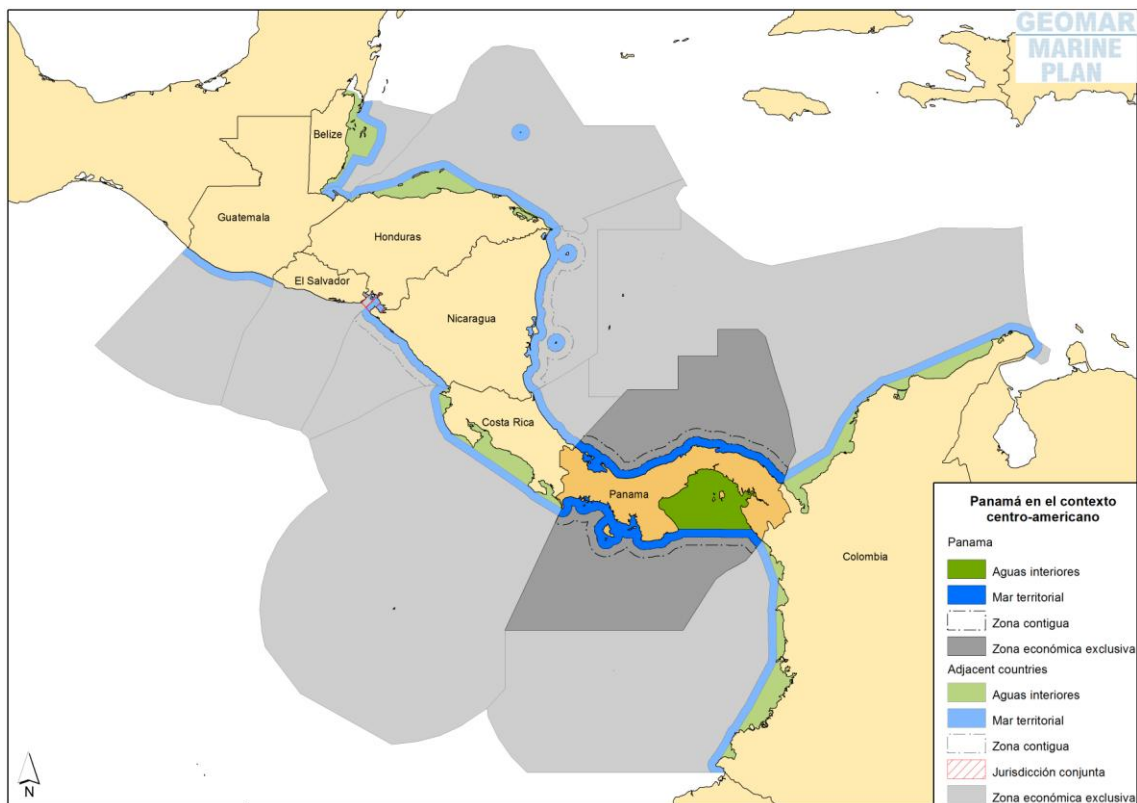 GEOMAR
MARINE
PLAN
Belize
Guatemala
Honduras
El Salvador
Nicaragua
Costa Rica
Panama
Colombia
Panamá en el contexto
centro-americano
Panama
Aguas interiores
Mar territorial
Zona contigua
Zona económica exclusiva
Adjacent countries
Aguas interiores
Mar territorial
Zona contigua
Jurisdicción conjunta
Zona económica exclusiva
N